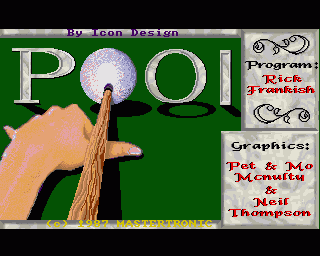 By Icon Design
POOl
Program:
Rick
Frankish
Graphics:
Pet & Mo
Mcnulty
&
Neil
Thompson
(c) 1987 MASTERTRONIC